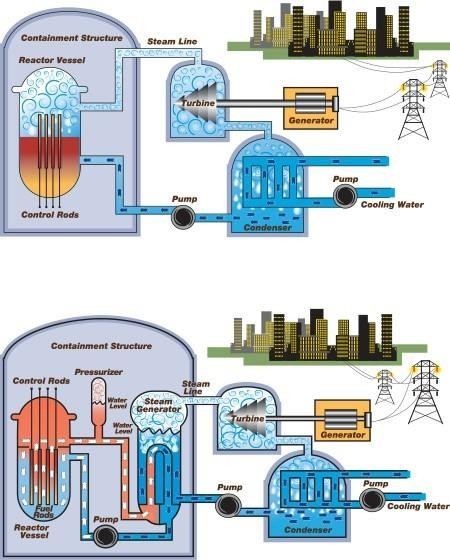 Containment Structure
Steam Line
Reactor Vessel
Turbine
Generator
Pump
Pump
Cooling Water
Control Rods
Condenser
Containment Structure
Pressurizer
Control Rods
Steam
Line
Water
Level
Steam
Generator
Water
Level
Turbine
Generator
Fuel
Rods
Reactor
Vessel
Pump
Pump
Pump
Cooling Water
Condenser